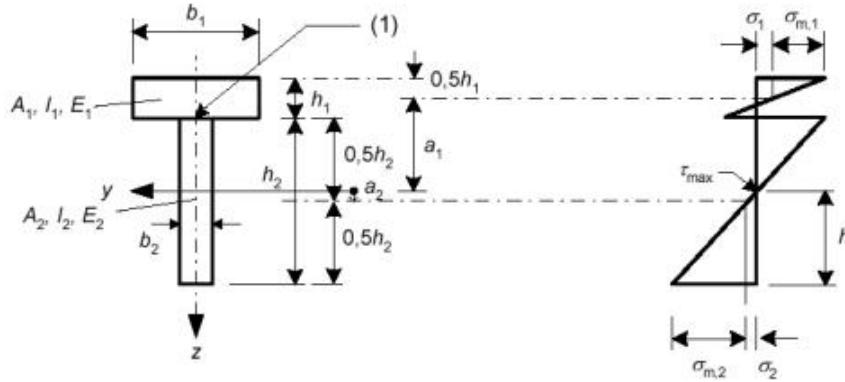 b₁
(1)
σ₁
σm,1
0,5h₁
A₁, I₁, E₁
h₁
a₁
0,5h₂
h₂
τmax
y
a₂
A₂, I₂, E₂
h
b₂
0,5h₂
z
σm,2
σ₂